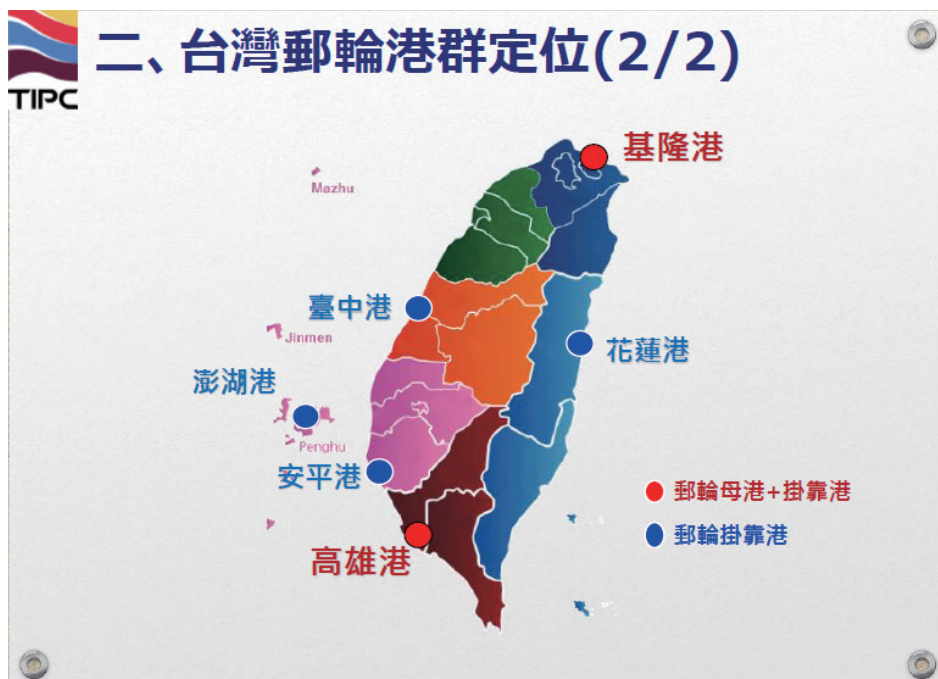 TIPC
二、台灣郵輪港群定位(2/2)
基隆港
Mazhu
臺中港
Jinmen
花蓮港
澎湖港
Penghu
安平港
郵輪母港+掛靠港
郵輪掛靠港
高雄港